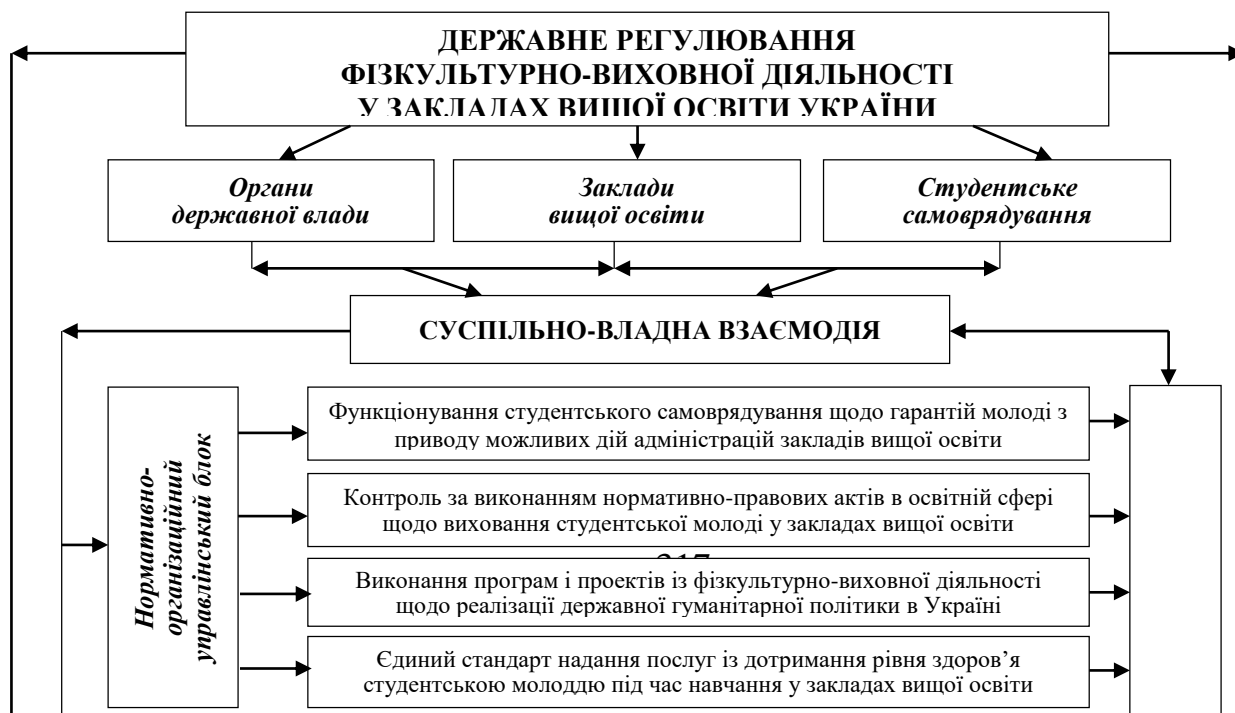 ДЕРЖАВНЕ РЕГУЛЮВАННЯ
ФІЗКУЛЬТУРНО-ВИХОВНОЇ ДІЯЛЬНОСТІ
У ЗАКЛАДАХ ВИЩОЇ ОСВІТИ УКРАЇНИ
Органи
державної влади
Заклади
вищої освіти
Студентське
самоврядування
СУСПІЛЬНО-ВЛАДНА ВЗАЄМОДІЯ
Нормативно-
організаційний
управлінський блок
Функціонування студентського самоврядування щодо гарантій молоді з
приводу можливих дій адміністрацій закладів вищої освіти
Контроль за виконанням нормативно-правових актів в освітній сфері
щодо виховання студентської молоді у закладах вищої освіти
Виконання програм і проектів із фізкультурно-виховної діяльності
щодо реалізації державної гуманітарної політики в Україні
Єдиний стандарт надання послуг із дотримання рівня здоров’я
студентською молоддю під час навчання у закладах вищої освіти